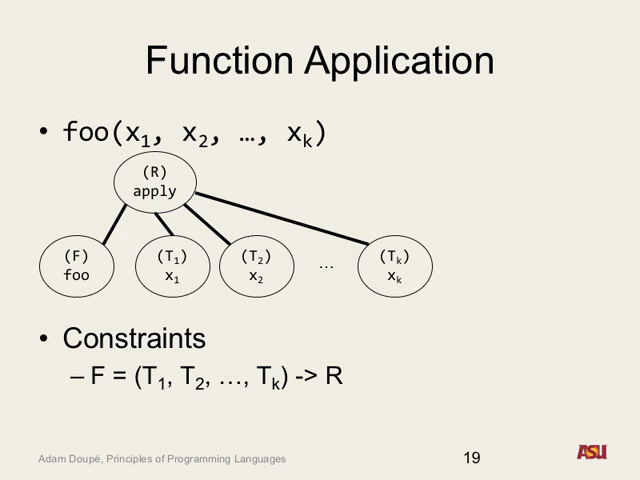 Function Application
• foo(x₁, x₂, …, xₖ)
(R)
apply
(F) (T₁) (T₂) … (Tₖ)
foo x₁ x₂ xₖ
• Constraints
– F = (T₁, T₂, …, Tₖ) -> R
Adam Doupé, Principles of Programming Languages 19 ASU